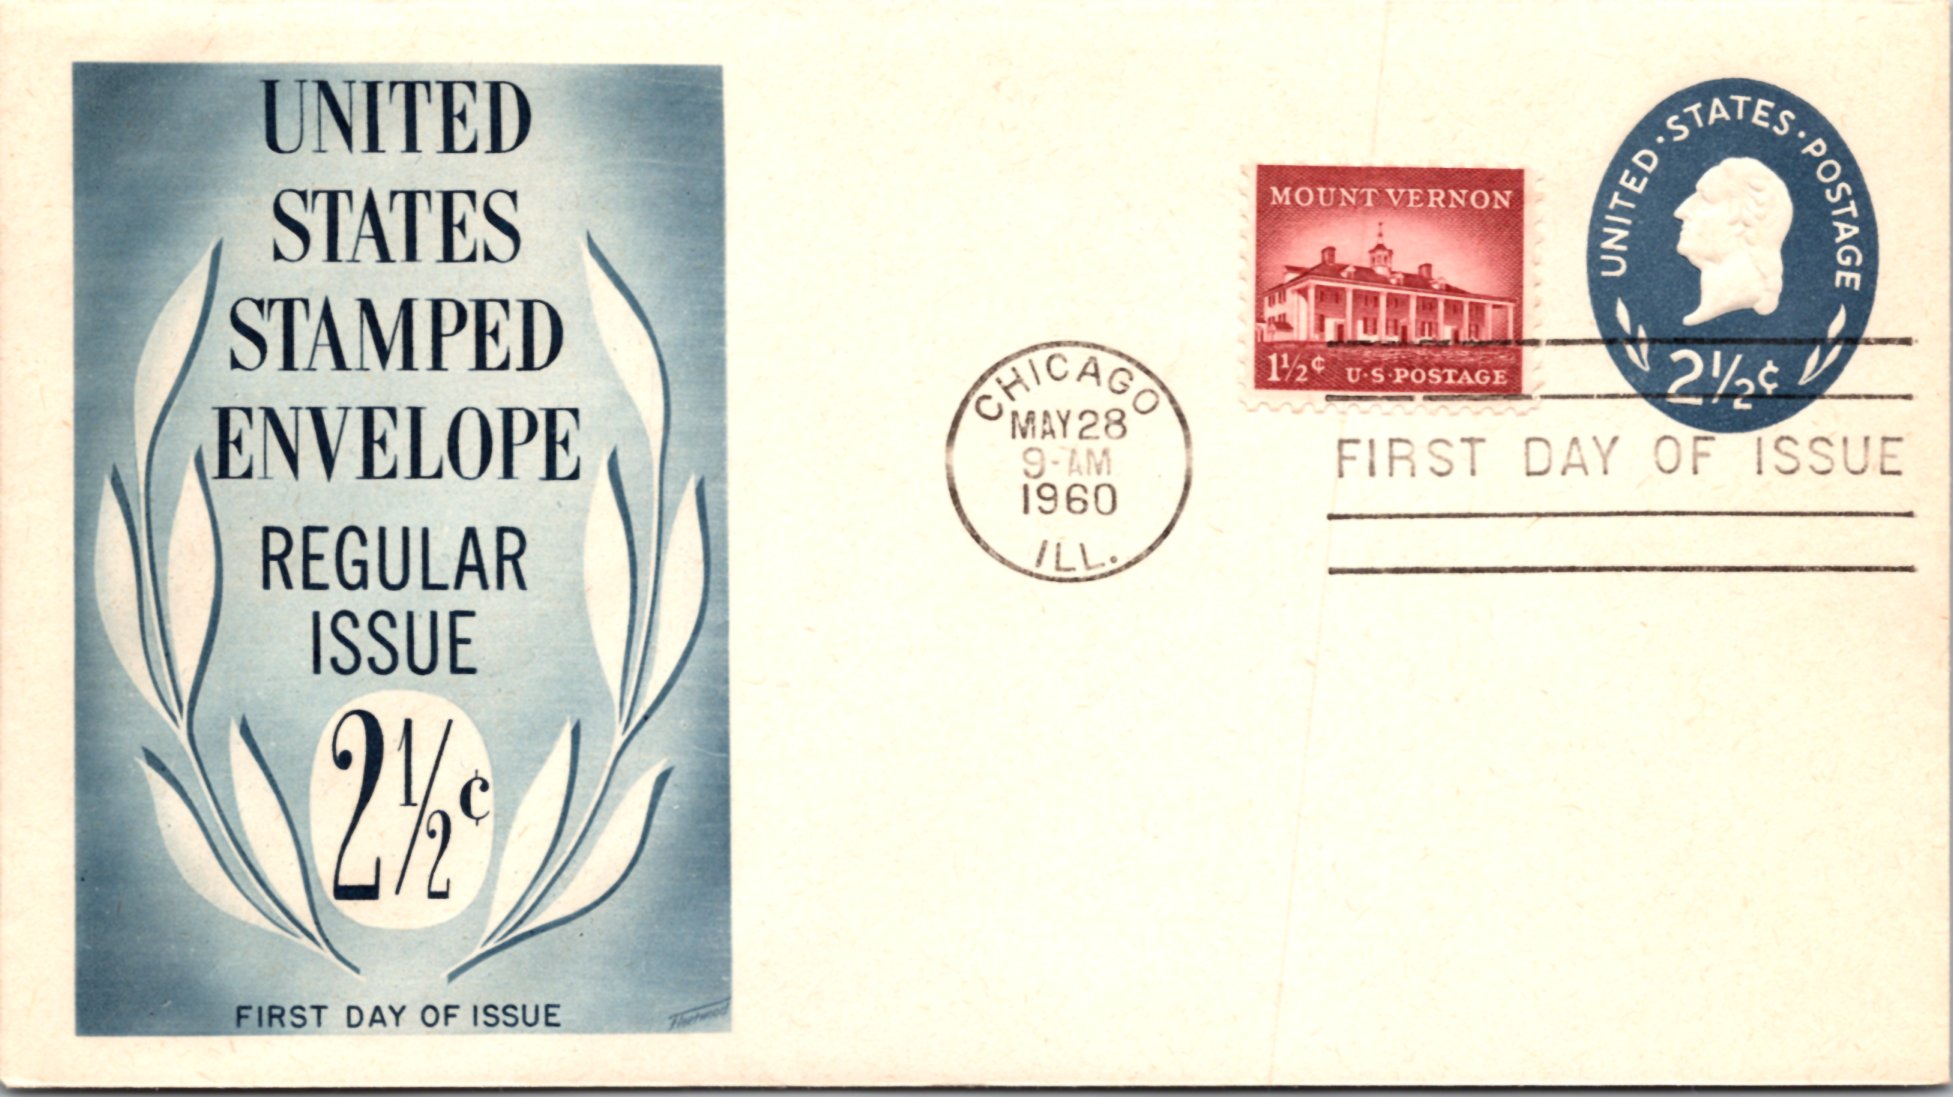 UNITED
STATES
STAMPED
ENVELOPE
REGULAR
ISSUE
2½¢
FIRST DAY OF ISSUE
Fleetwood
CHICAGO
MAY 28
9-AM
1960
ILL.
MOUNT VERNON
1½¢ U·S·POSTAGE
UNITED·STATES·POSTAGE
2½¢
FIRST DAY OF ISSUE